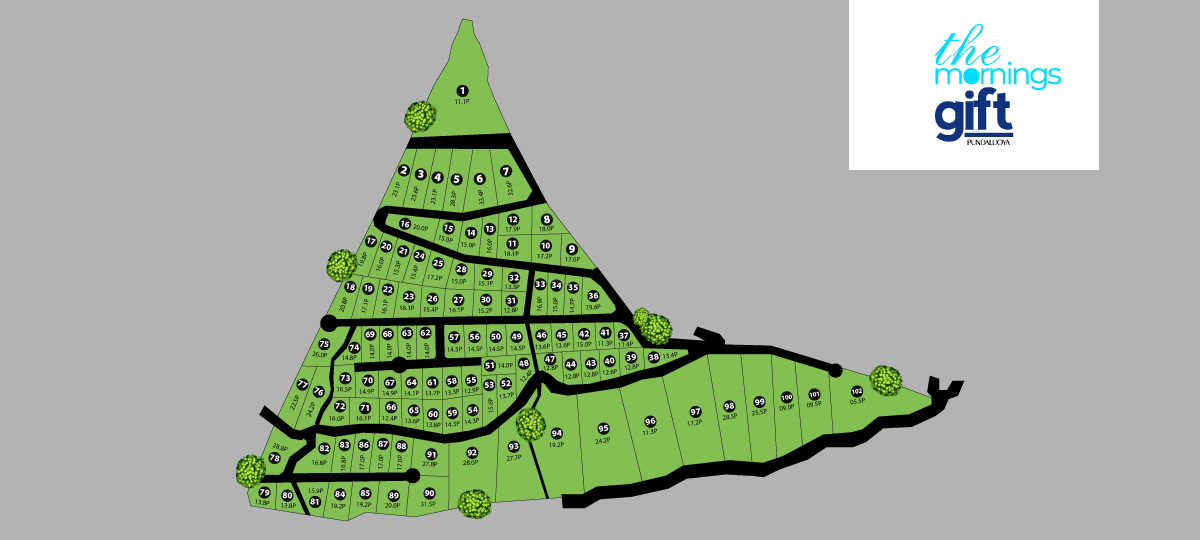 the
mornings
gift
PUNDALUOYA
1
11.1P
2 3 4 5 6 7
23.1P 23.6P 23.1P 28.3P 33.4P 32.6P
16 20.0P 15 14 13 12 8
15.0P 15.0P 16.0P 17.9P 18.0P
11 10 9
18.1P 17.2P 17.6P
17 20 21 24 25 28 29 32
19.8P 16.0P 15.3P 15.4P 17.2P 15.0P 15.1P 13.3P
18 19 22 23 26 27 30 31 33 34 35 36
20.8P 17.1P 16.1P 18.1P 15.4P 16.1P 15.2P 12.8P 16.9P 15.0P 14.7P 19.6P
75 74 69 68 63 62 57 56 50 49 46 45 42 41 37
26.0P 14.8P 14.0P 14.0P 14.0P 14.0P 14.5P 14.5P 14.5P 14.5P 13.6P 13.6P 15.0P 11.3P 11.4P
51 14.0P 48 47 44 43 40 39 38 13.4P
12.4P 12.8P 12.8P 12.8P 12.8P 12.8P
77 76 73 70 67 64 61 58 55 53 52
22.5P 24.2P 16.5P 14.9P 14.9P 14.1P 13.7P 13.3P 12.9P 15.6P 13.7P
72 71 66 65 60 59 54
16.0P 16.1P 12.4P 13.6P 13.8P 14.5P 14.3P
28.8P
78 82 83 86 87 88 91 92 93 94 95 96 97 98 99 100 101 102
16.8P 16.8P 17.0P 17.0P 17.0P 27.8P 28.0P 27.7P 19.2P 24.2P 11.3P 17.2P 28.5P 25.5P 09.0P 09.5P 05.5P
79 80 15.9P 84 85 89 90
13.8P 13.8P 81 19.2P 19.2P 20.0P 31.5P